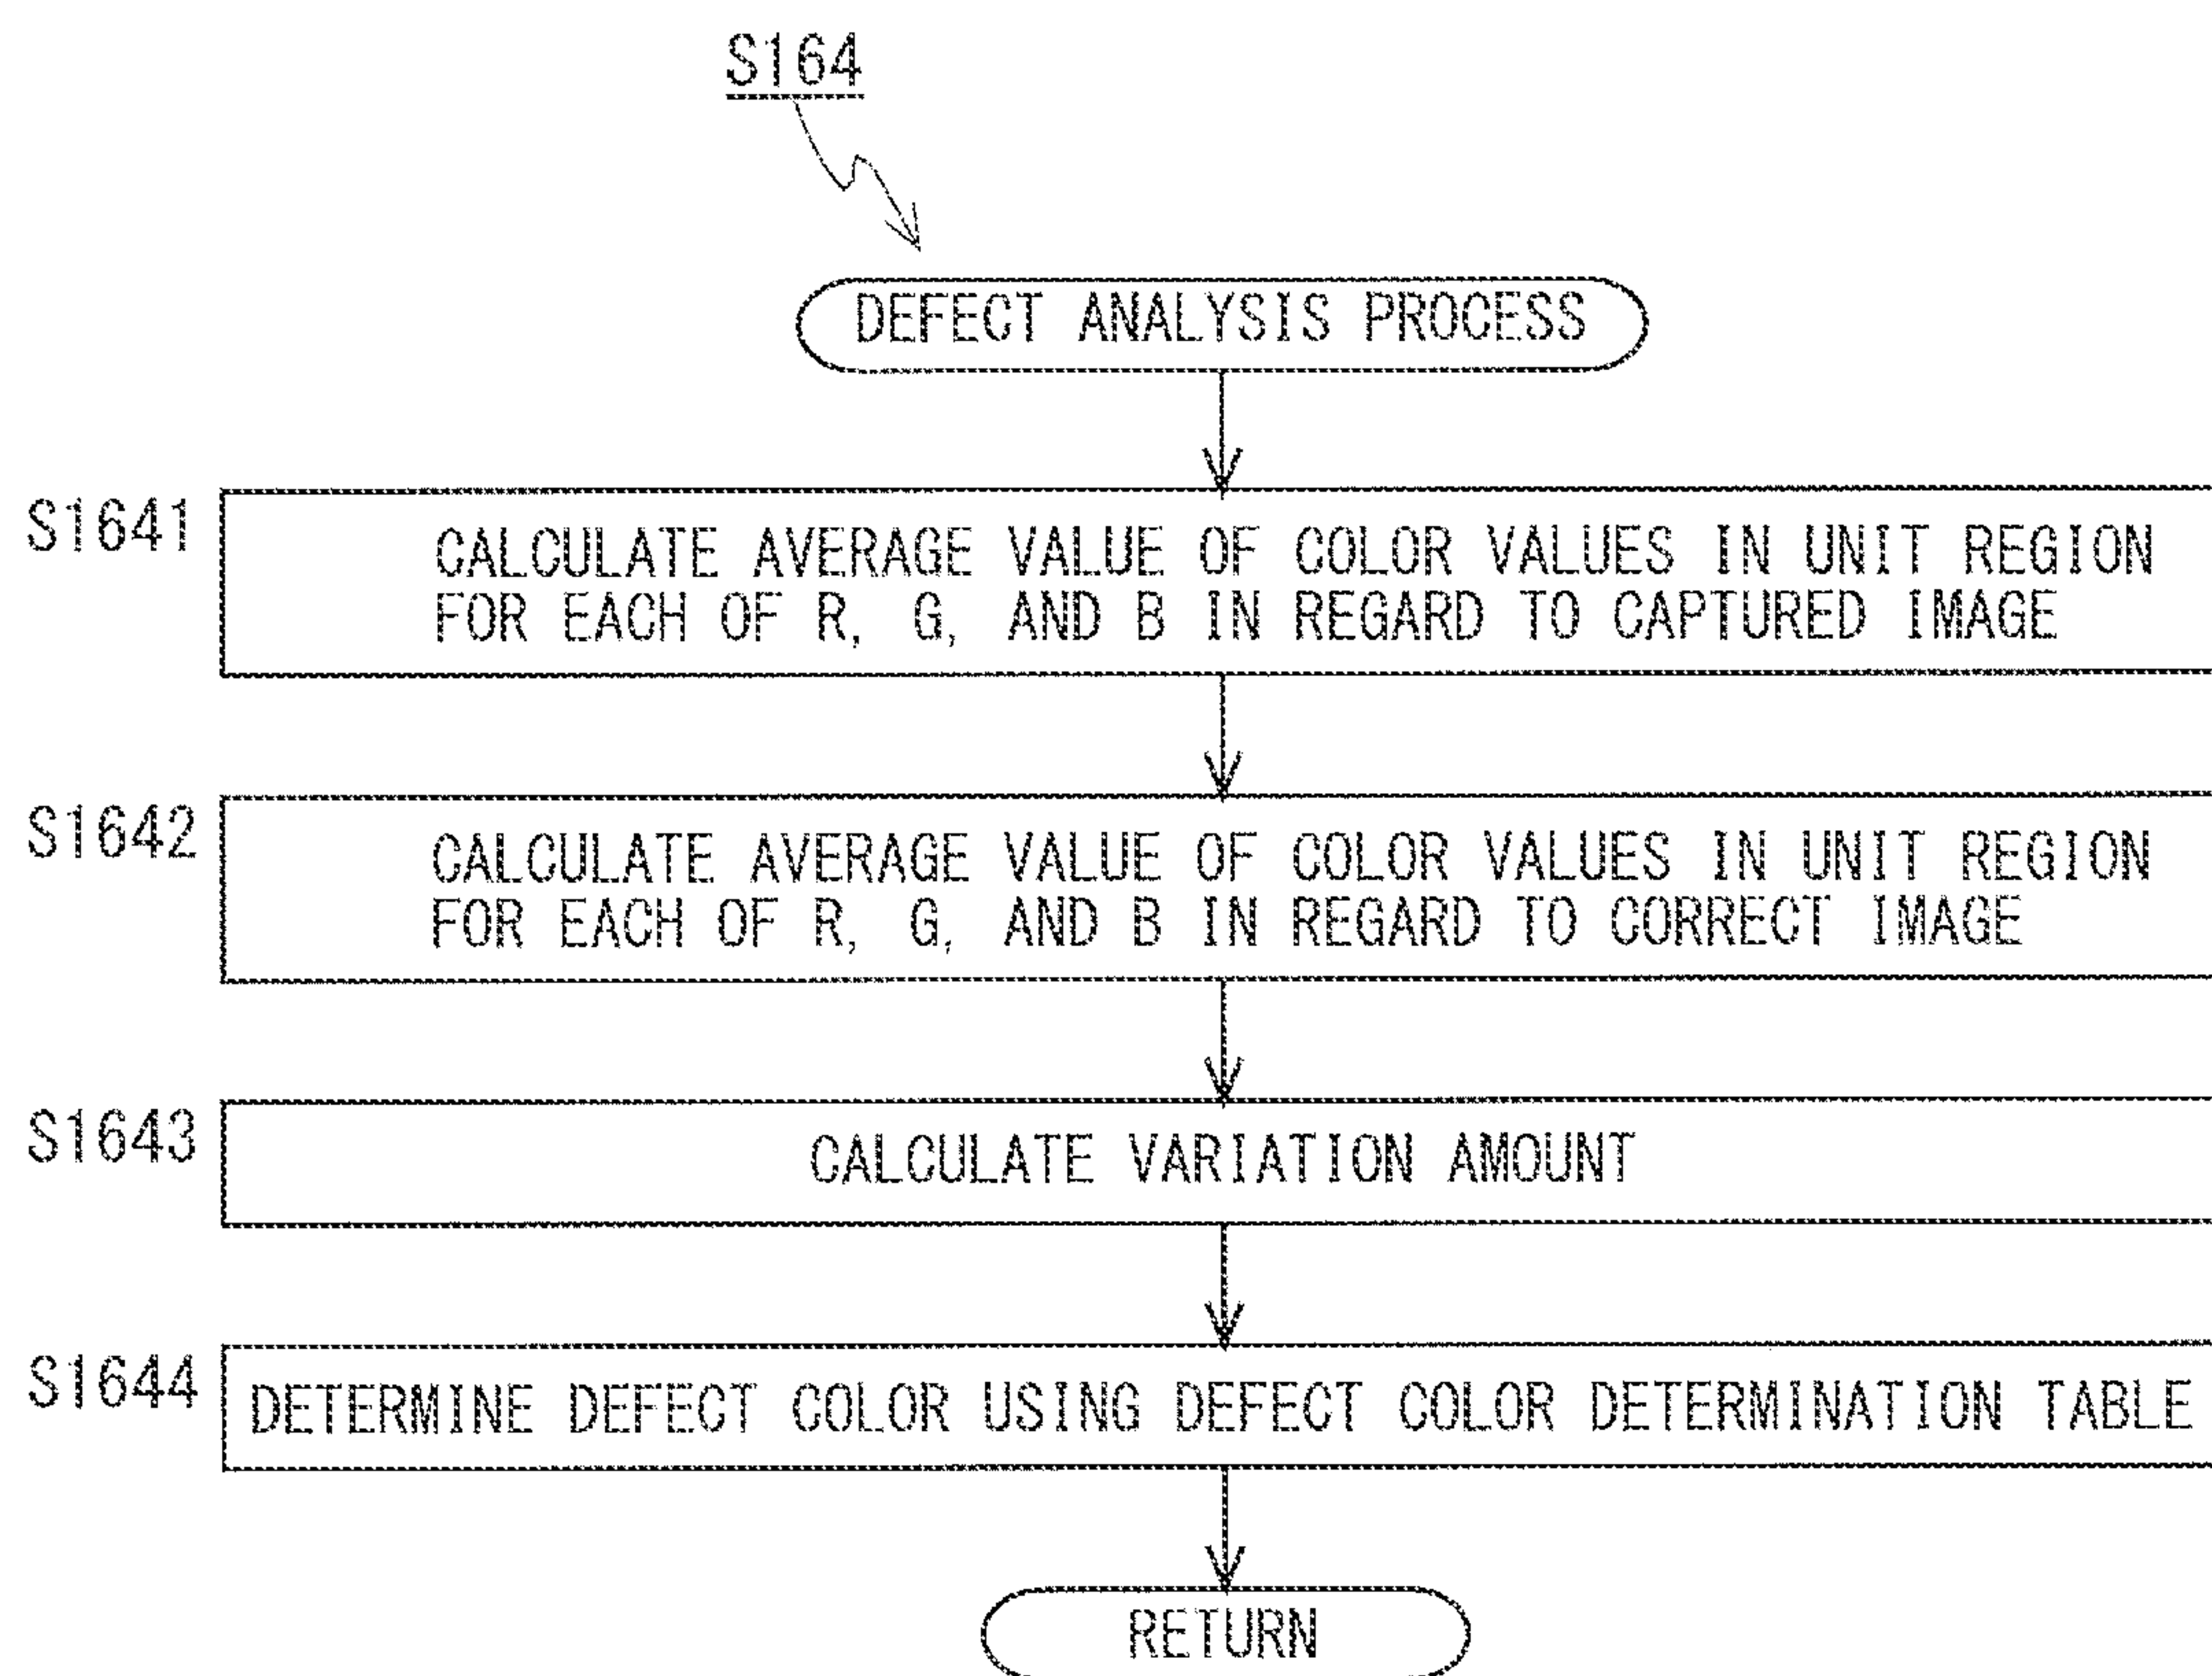 S164
DEFECT ANALYSIS PROCESS
S1641
CALCULATE AVERAGE VALUE OF COLOR VALUES IN UNIT REGION
FOR EACH OF R, G, AND B IN REGARD TO CAPTURED IMAGE
S1642
CALCULATE AVERAGE VALUE OF COLOR VALUES IN UNIT REGION
FOR EACH OF R, G, AND B IN REGARD TO CORRECT IMAGE
S1643
CALCULATE VARIATION AMOUNT
S1644
DETERMINE DEFECT COLOR USING DEFECT COLOR DETERMINATION TABLE
RETURN